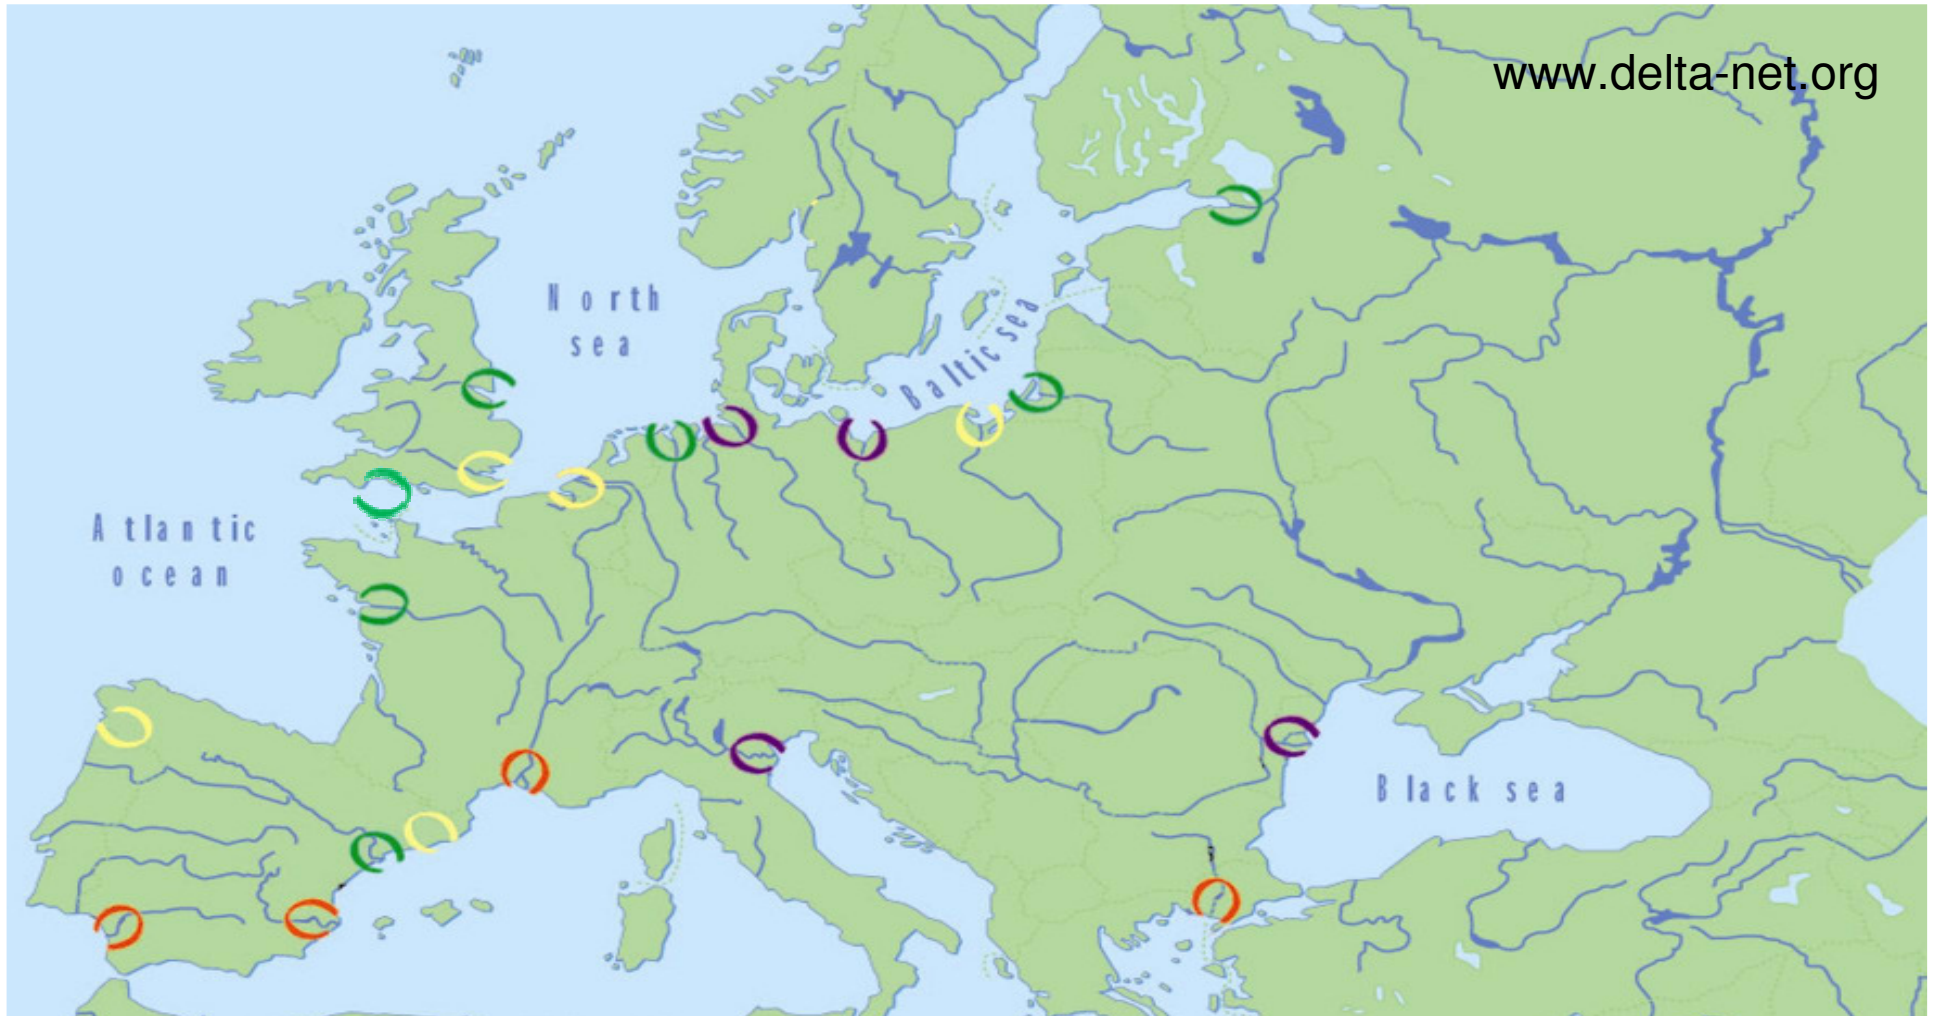 www.delta-net.org
North
sea
Baltic sea
Atlantic
ocean
Black sea